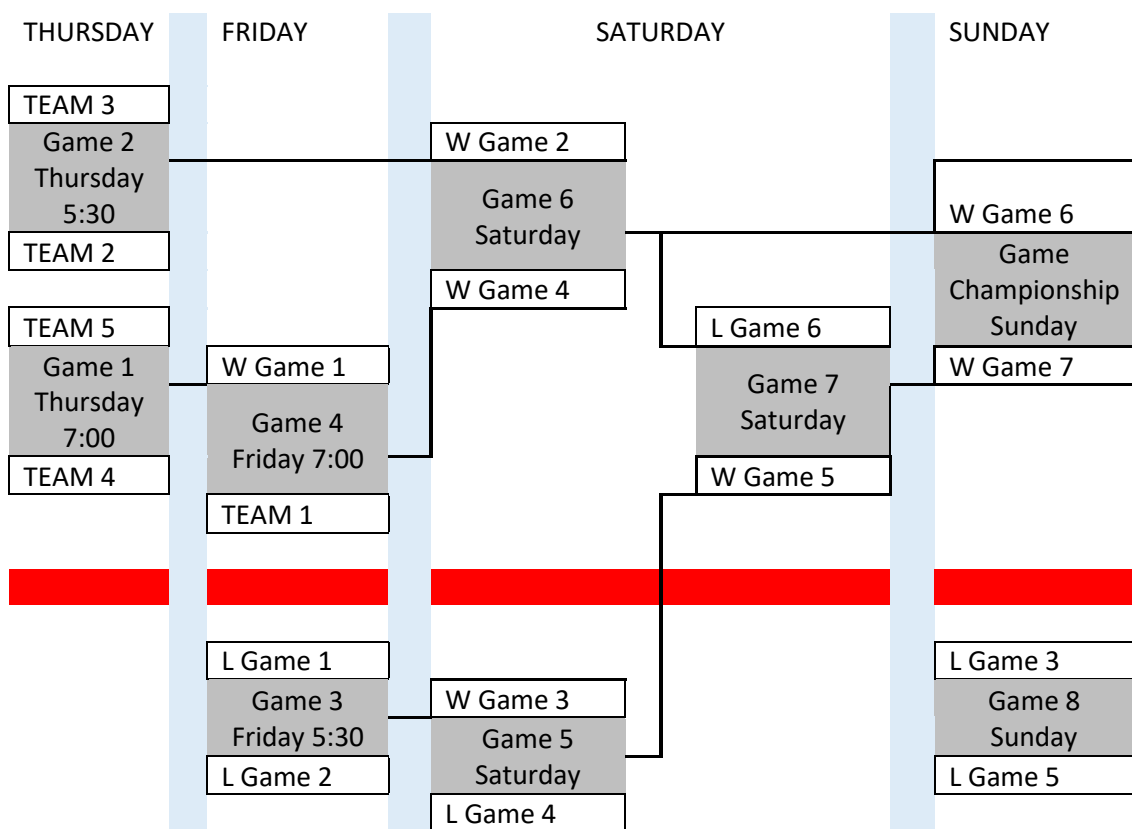 THURSDAY
FRIDAY
SATURDAY
SUNDAY
TEAM 3
Game 2
Thursday
5:30
TEAM 2
TEAM 5
Game 1
Thursday
7:00
TEAM 4
W Game 1
Game 4
Friday 7:00
TEAM 1
W Game 2
Game 6
Saturday
W Game 4
L Game 6
Game 7
Saturday
W Game 5
W Game 6
Game
Championship
Sunday
W Game 7
L Game 1
Game 3
Friday 5:30
L Game 2
W Game 3
Game 5
Saturday
L Game 4
L Game 3
Game 8
Sunday
L Game 5